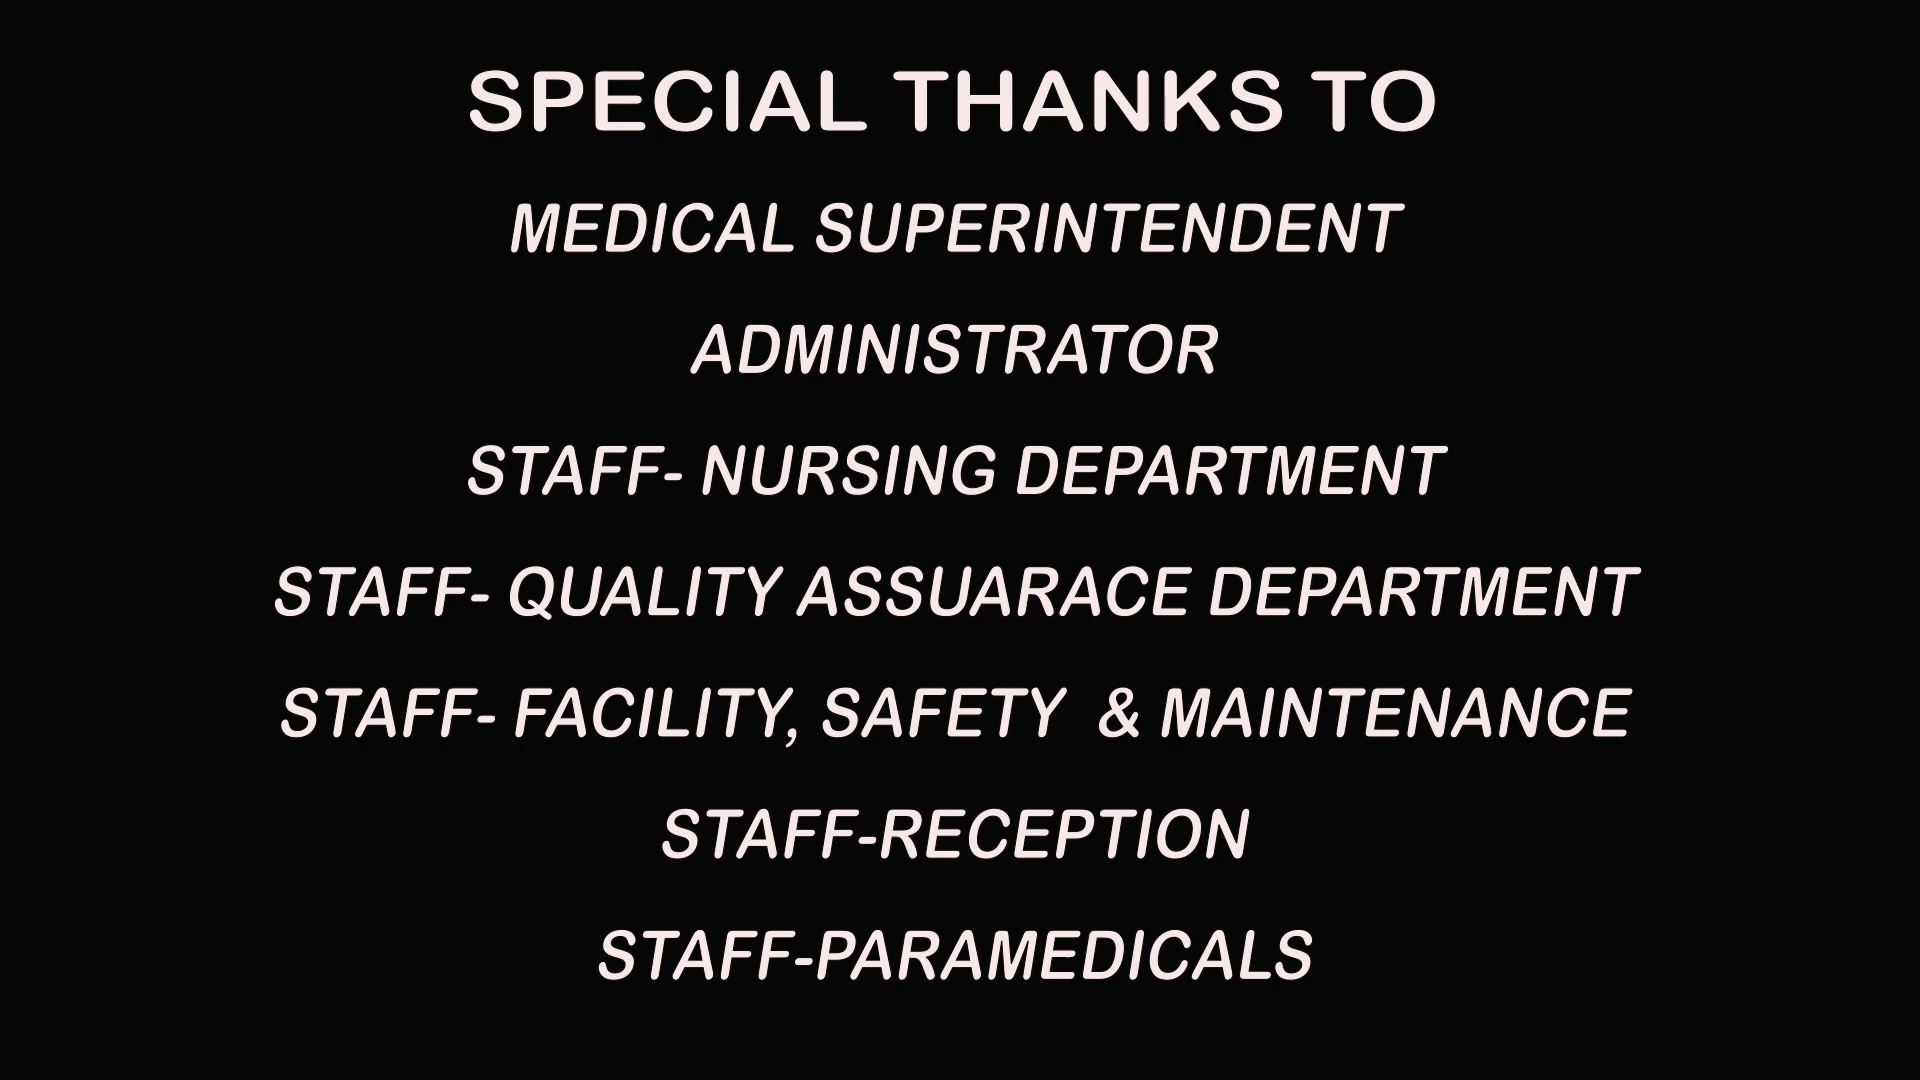 SPECIAL THANKS TO
MEDICAL SUPERINTENDENT
ADMINISTRATOR
STAFF- NURSING DEPARTMENT
STAFF- QUALITY ASSUARACE DEPARTMENT
STAFF- FACILITY, SAFETY  & MAINTENANCE
STAFF-RECEPTION
STAFF-PARAMEDICALS